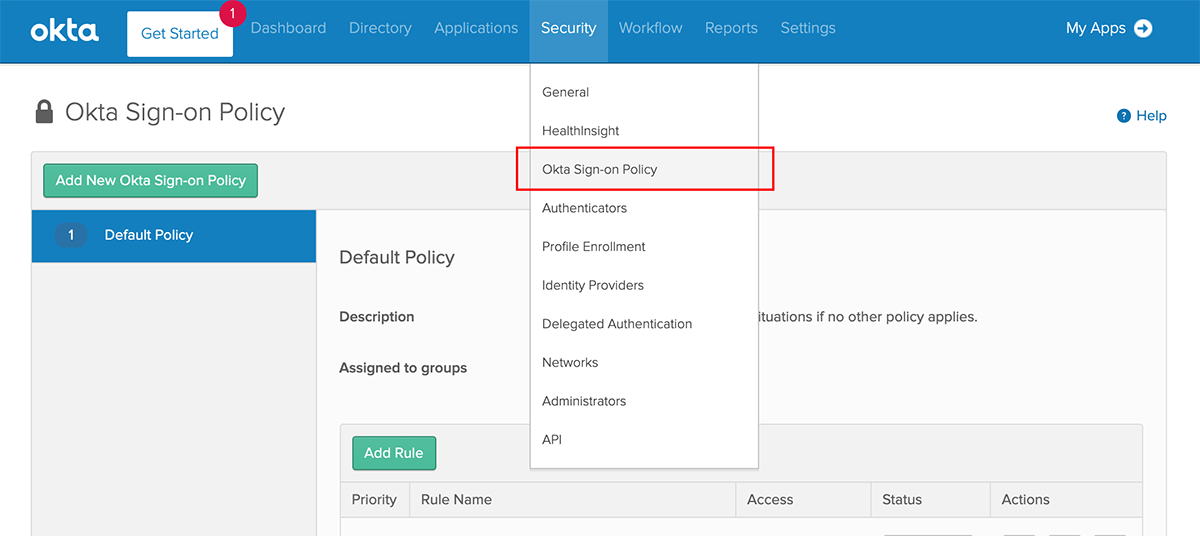 okta
Get Started
1
Dashboard
Directory
Applications
Security
Workflow
Reports
Settings
My Apps
Okta Sign-on Policy
Help
Add New Okta Sign-on Policy
1 Default Policy
General
HealthInsight
Okta Sign-on Policy
Authenticators
Profile Enrollment
Identity Providers
Delegated Authentication
Networks
Administrators
API
Default Policy
Description
ituations if no other policy applies.
Assigned to groups
Add Rule
Priority
Rule Name
Access
Status
Actions